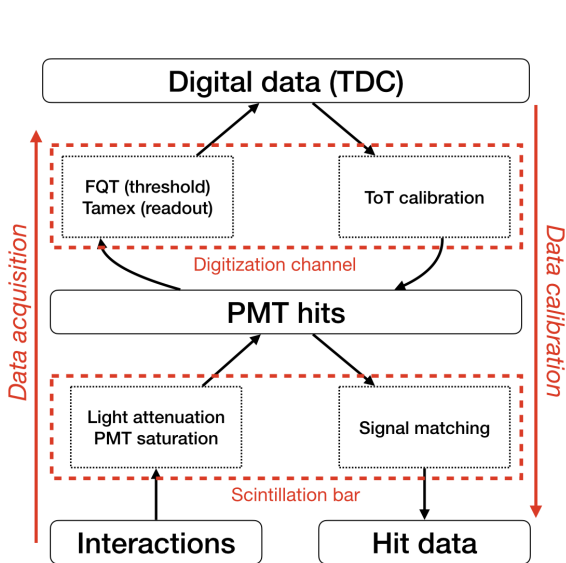 Digital data (TDC)
FQT (threshold)
Tamex (readout)
ToT calibration
Digitization channel
Data acquisition
Data calibration
PMT hits
Light attenuation
PMT saturation
Signal matching
Scintillation bar
Interactions
Hit data